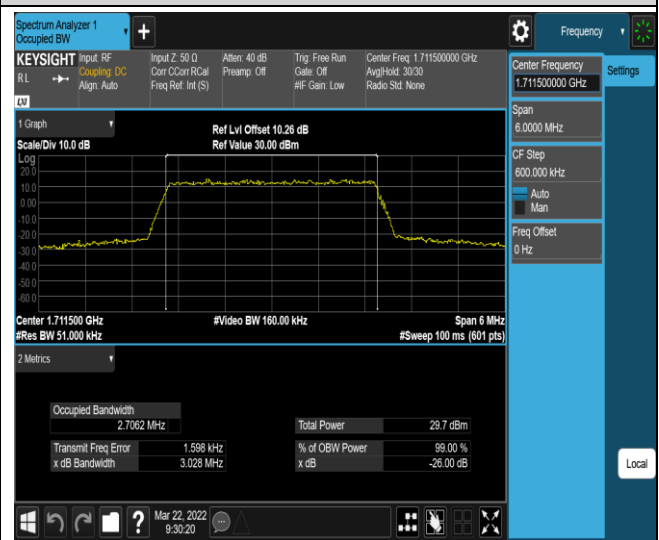 Spectrum Analyzer 1
Occupied BW
Frequency
KEYSIGHT
RL
LXI
Input: RF
Coupling: DC
Align: Auto
Input Z: 50 Ω
Corr CCorr RCal
Freq Ref: Int (S)
Atten: 40 dB
Preamp: Off
Trig: Free Run
Gate: Off
#IF Gain: Low
Center Freq: 1.711500000 GHz
Avg|Hold: 30/30
Radio Std: None
Center Frequency
1.711500000 GHz
Settings
Span
6.0000 MHz
CF Step
600.000 kHz
Auto
Man
Freq Offset
0 Hz
1 Graph
Scale/Div 10.0 dB
Ref Lvl Offset 10.26 dB
Ref Value 30.00 dBm
Log
20.0
10.0
0.00
-10.0
-20.0
-30.0
-40.0
-50.0
-60.0
Center 1.711500 GHz
#Video BW 160.00 kHz
Span 6 MHz
#Res BW 51.000 kHz
#Sweep 100 ms (601 pts)
2 Metrics
Occupied Bandwidth
2.7062 MHz
Total Power 29.7 dBm
Transmit Freq Error 1.598 kHz
% of OBW Power 99.00 %
x dB Bandwidth 3.028 MHz
x dB -26.00 dB
Local
?
Mar 22, 2022
9:30:20